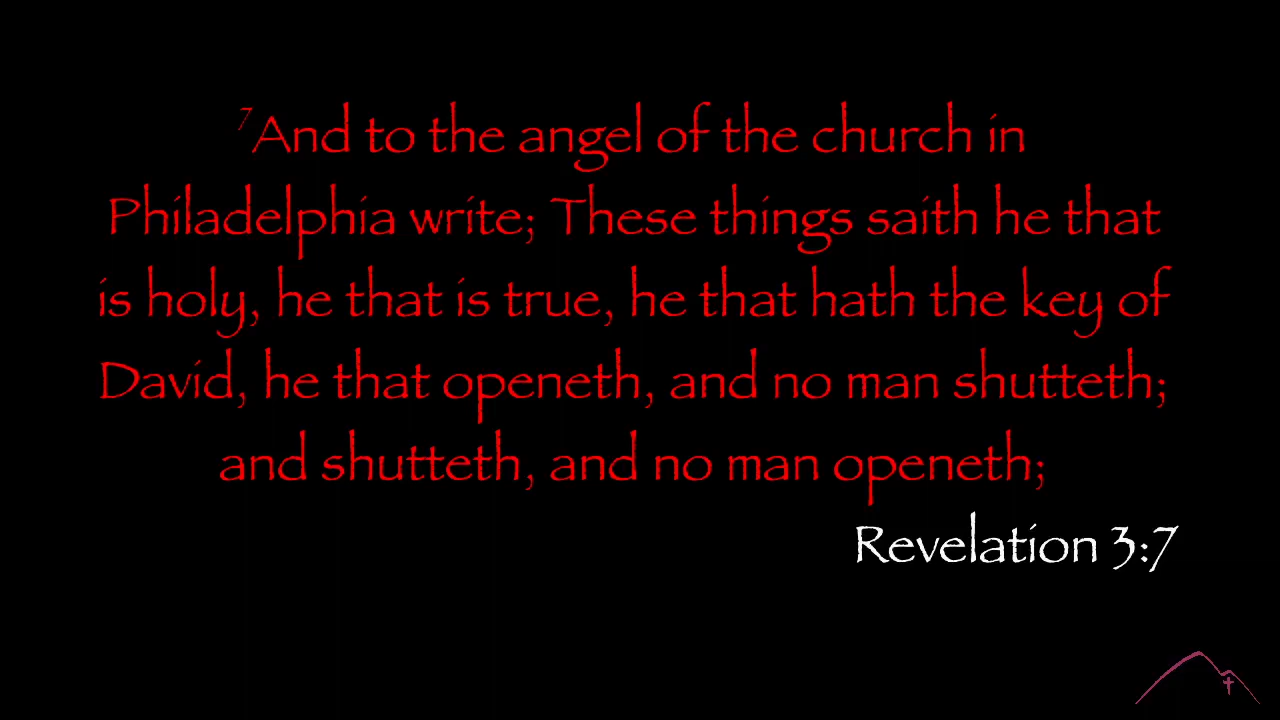 ⁷And to the angel of the church in
Philadelphia write; These things saith he that
is holy, he that is true, he that hath the key of
David, he that openeth, and no man shutteth;
and shutteth, and no man openeth;
Revelation 3:7